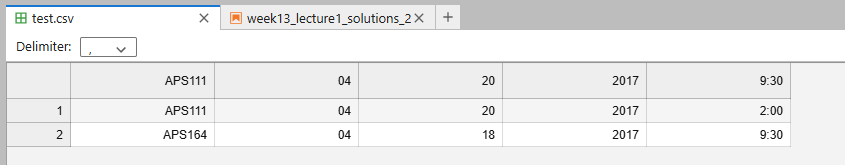 test.csv × week13_lecture1_solutions_2 × +
Delimiter: ,
APS111 04 20 2017 9:30
1 APS111 04 20 2017 2:00
2 APS164 04 18 2017 9:30